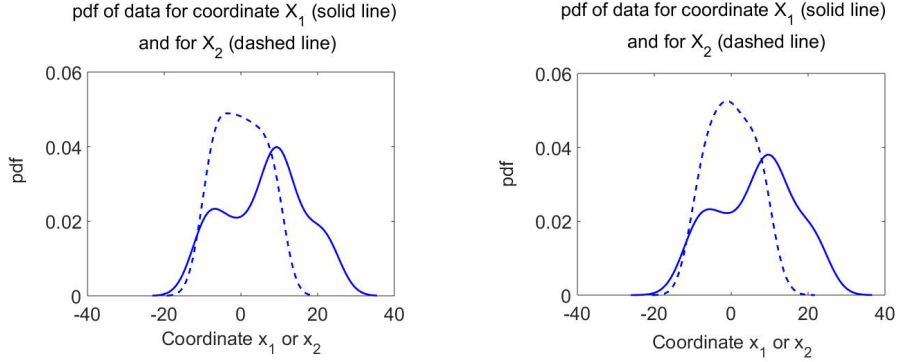 pdf of data for coordinate X1 (solid line)
and for X2 (dashed line)
0.06
0.04
0.02
0
pdf
-40
-20
0
20
40
Coordinate x1 or x2
pdf of data for coordinate X1 (solid line)
and for X2 (dashed line)
0.06
0.04
0.02
0
pdf
-40
-20
0
20
40
Coordinate x1 or x2